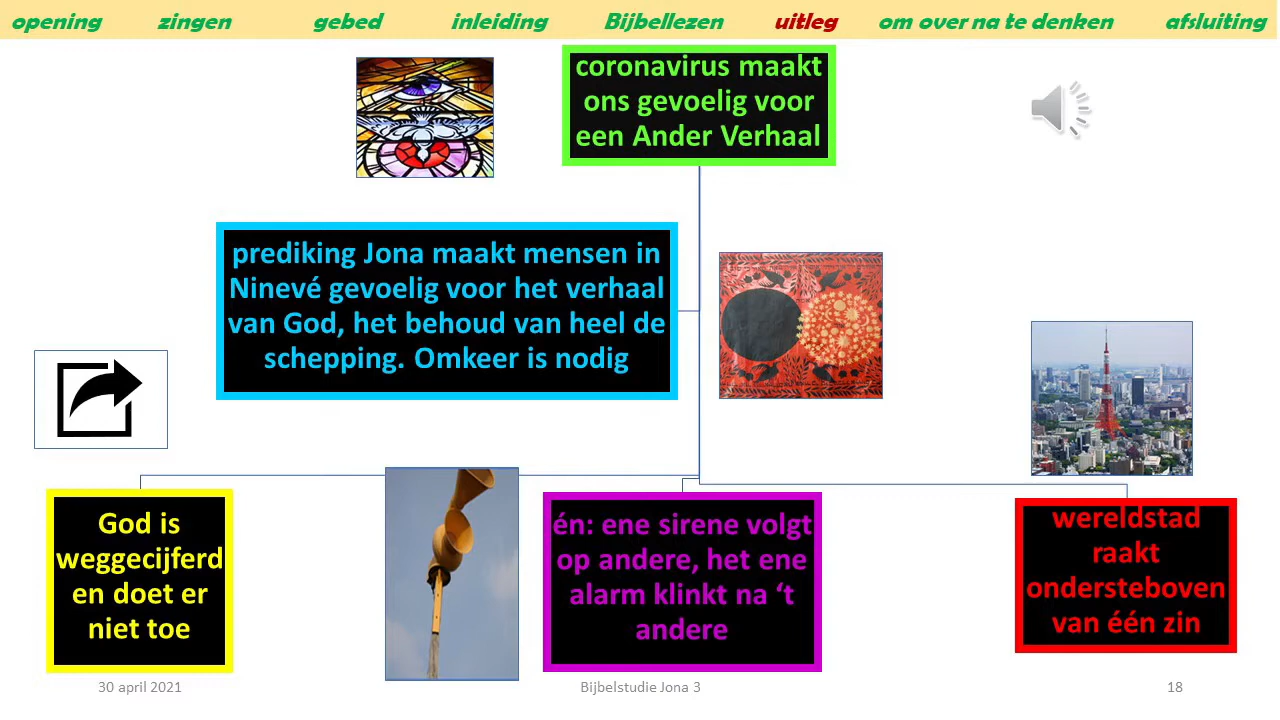 opening zingen gebed inleiding Bijbellezen uitleg om over na te denken afsluiting
coronavirus maakt
ons gevoelig voor
een Ander Verhaal
prediking Jona maakt mensen in
Ninevé gevoelig voor het verhaal
van God, het behoud van heel de
schepping. Omkeer is nodig
God is
weggecijferd
en doet er
niet toe
én: ene sirene volgt
op andere, het ene
alarm klinkt na ‘t
andere
wereldstad
raakt
ondersteboven
van één zin
30 april 2021
Bijbelstudie Jona 3
18